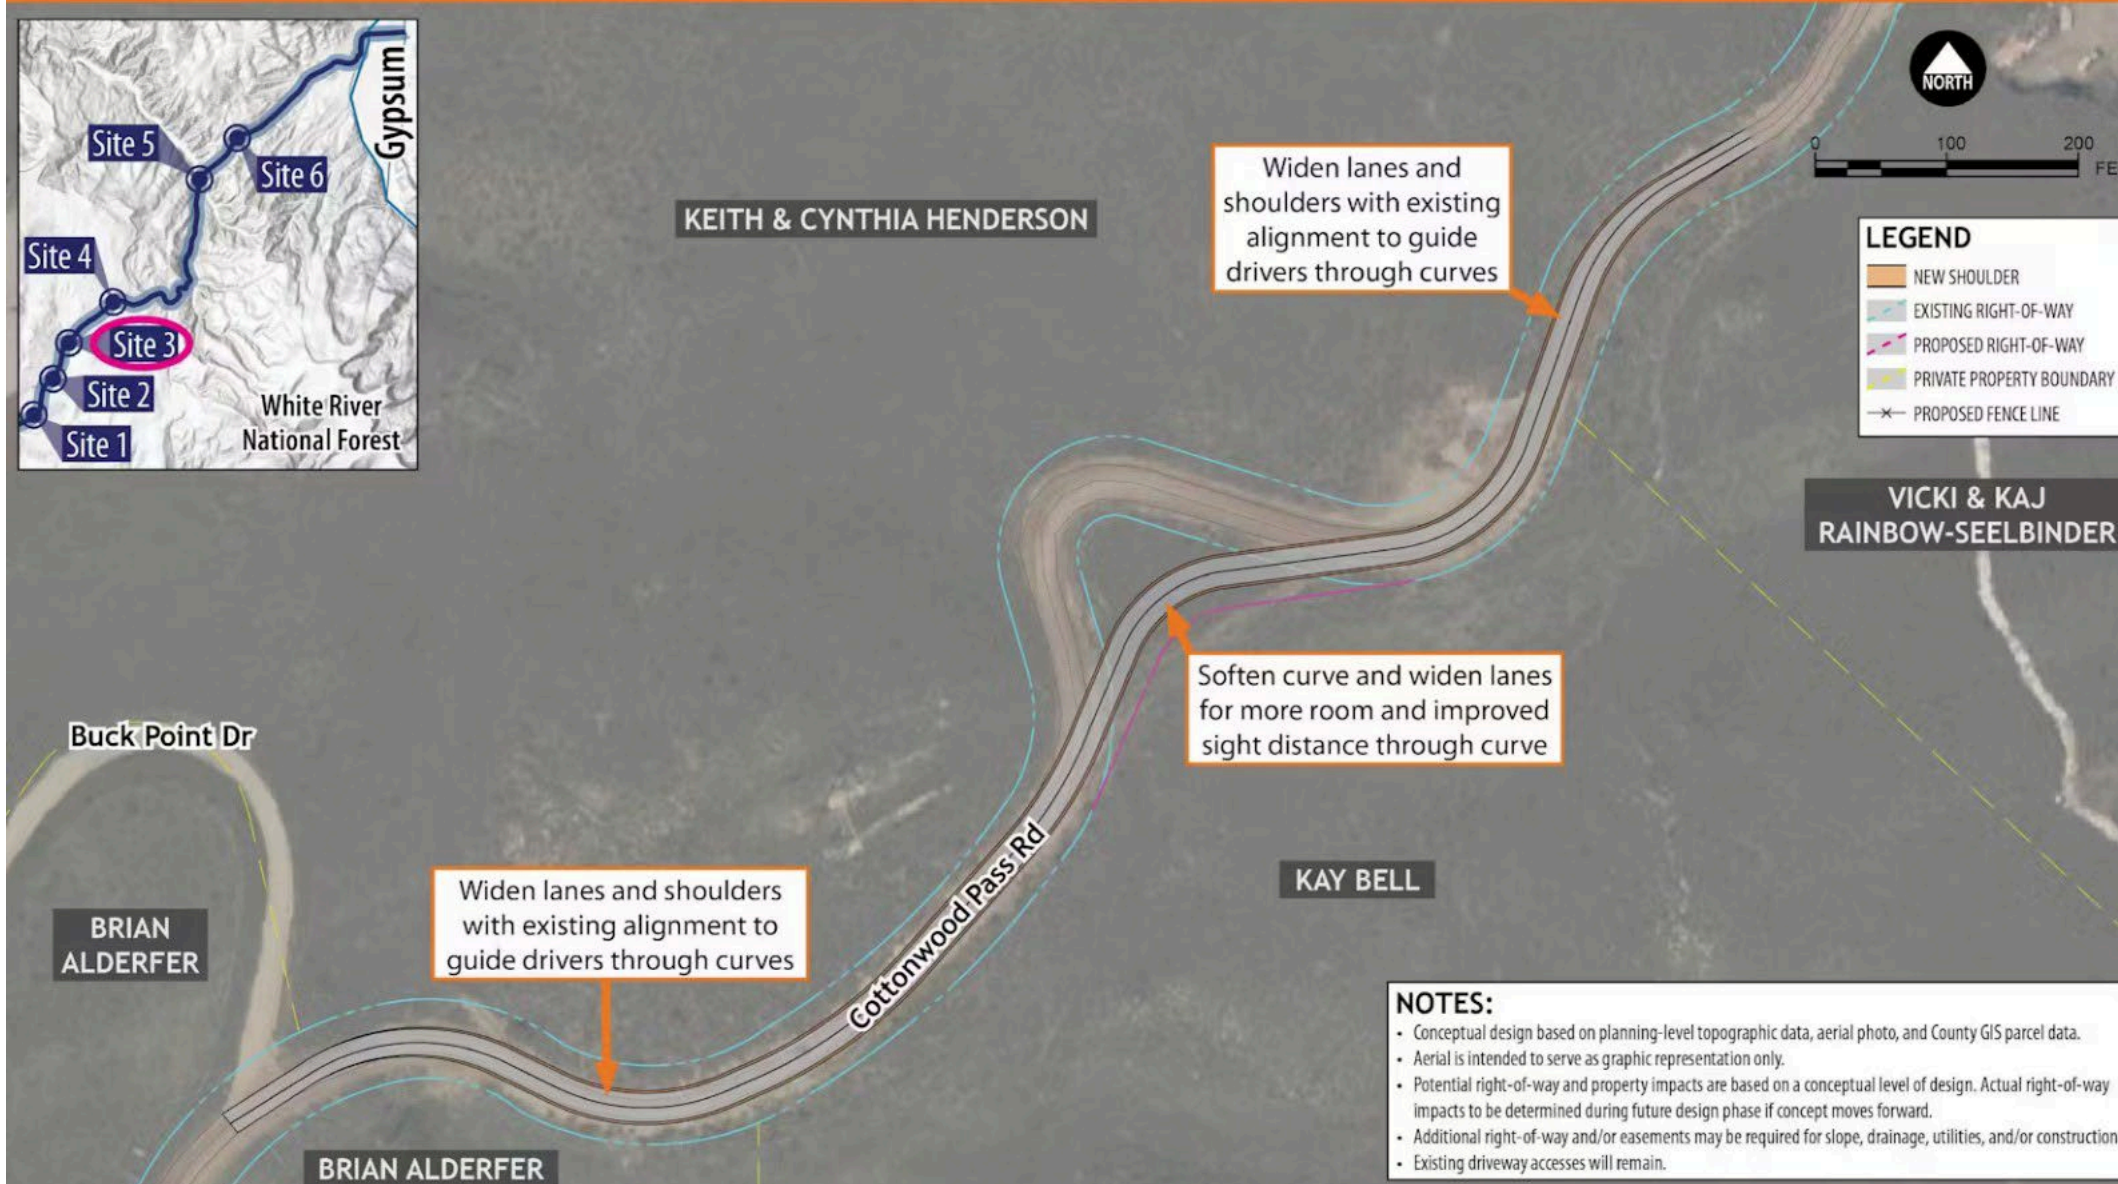 Gypsum
Site 5
Site 6
Site 4
Site 3
Site 2
Site 1
White River
National Forest
KEITH & CYNTHIA HENDERSON
Widen lanes and
shoulders with existing
alignment to guide
drivers through curves
NORTH
0 100 200
FE
LEGEND
NEW SHOULDER
EXISTING RIGHT-OF-WAY
PROPOSED RIGHT-OF-WAY
PRIVATE PROPERTY BOUNDARY
PROPOSED FENCE LINE
VICKI & KAJ
RAINBOW-SEELBINDER
Soften curve and widen lanes
for more room and improved
sight distance through curve
Buck Point Dr
BRIAN
ALDERFER
Widen lanes and shoulders
with existing alignment to
guide drivers through curves
Cottonwood Pass Rd
KAY BELL
BRIAN ALDERFER
NOTES:
• Conceptual design based on planning-level topographic data, aerial photo, and County GIS parcel data.
• Aerial is intended to serve as graphic representation only.
• Potential right-of-way and property impacts are based on a conceptual level of design. Actual right-of-way
impacts to be determined during future design phase if concept moves forward.
• Additional right-of-way and/or easements may be required for slope, drainage, utilities, and/or construction
• Existing driveway accesses will remain.